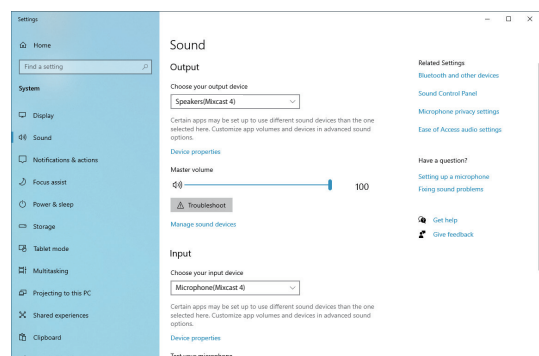 Settings
Home
Find a setting
System
Display
Sound
Notifications & actions
Focus assist
Power & sleep
Storage
Tablet mode
Multitasking
Projecting to this PC
Shared experiences
Clipboard
Sound
Output
Choose your output device
Speakers(Mixcast 4)
Certain apps may be set up to use different sound devices than the one
selected here. Customize app volumes and devices in advanced sound
options.
Device properties
Master volume
100
Troubleshoot
Manage sound devices
Input
Choose your input device
Microphone(Mixcast 4)
Certain apps may be set up to use different sound devices than the one
selected here. Customize app volumes and devices in advanced sound
options.
Device properties
Test your microphone
Related Settings
Bluetooth and other devices
Sound Control Panel
Microphone privacy settings
Ease of Access audio settings
Have a question?
Setting up a microphone
Fixing sound problems
Get help
Give feedback